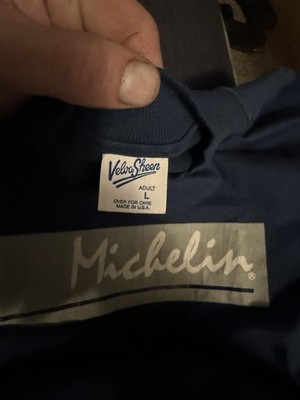 Velva Sheen
ADULT
L
OVER FOR CARE
MADE IN U.S.A.
Michelin®